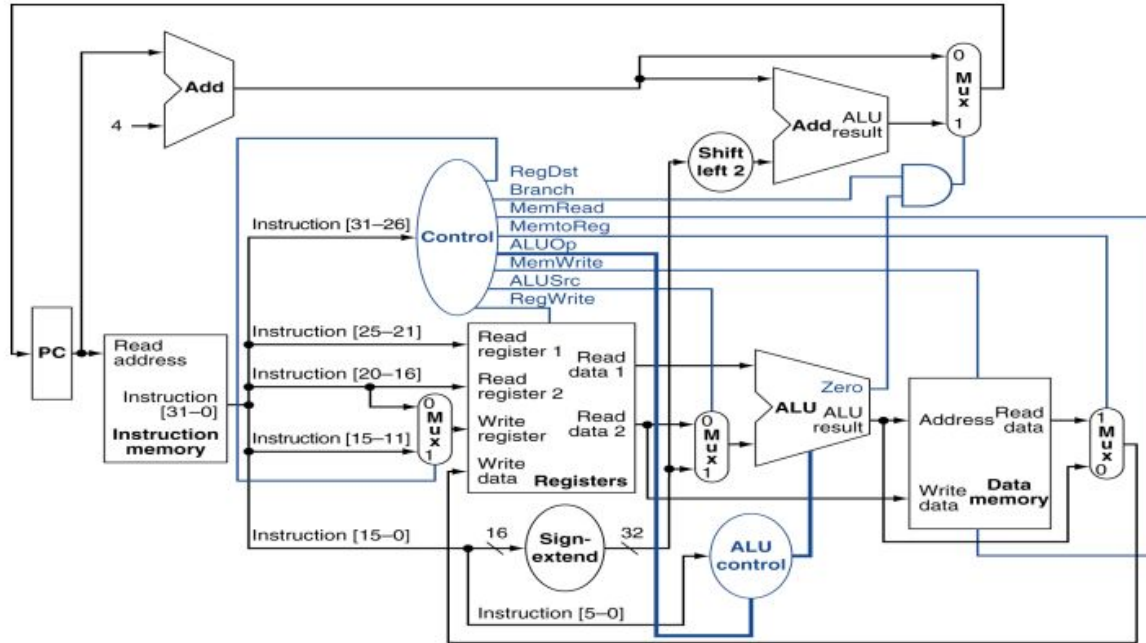 Add
4
0
Mux
1
Add
ALU
result
Shift
left 2
RegDst
Branch
MemRead
MemtoReg
ALUOp
MemWrite
ALUSrc
RegWrite
Control
Instruction [31–26]
PC
Read
address
Instruction
[31–0]
Instruction
memory
Instruction [25–21]
Instruction [20–16]
Instruction [15–11]
0
Mux
1
Read
register 1
Read
register 2
Write
register
Write
data
Read
data 1
Read
data 2
Registers
0
Mux
1
ALU
Zero
ALU
result
Address
Read
data
Write
data
Data
memory
1
Mux
0
Instruction [15–0]
16
Sign-
extend
32
ALU
control
Instruction [5–0]